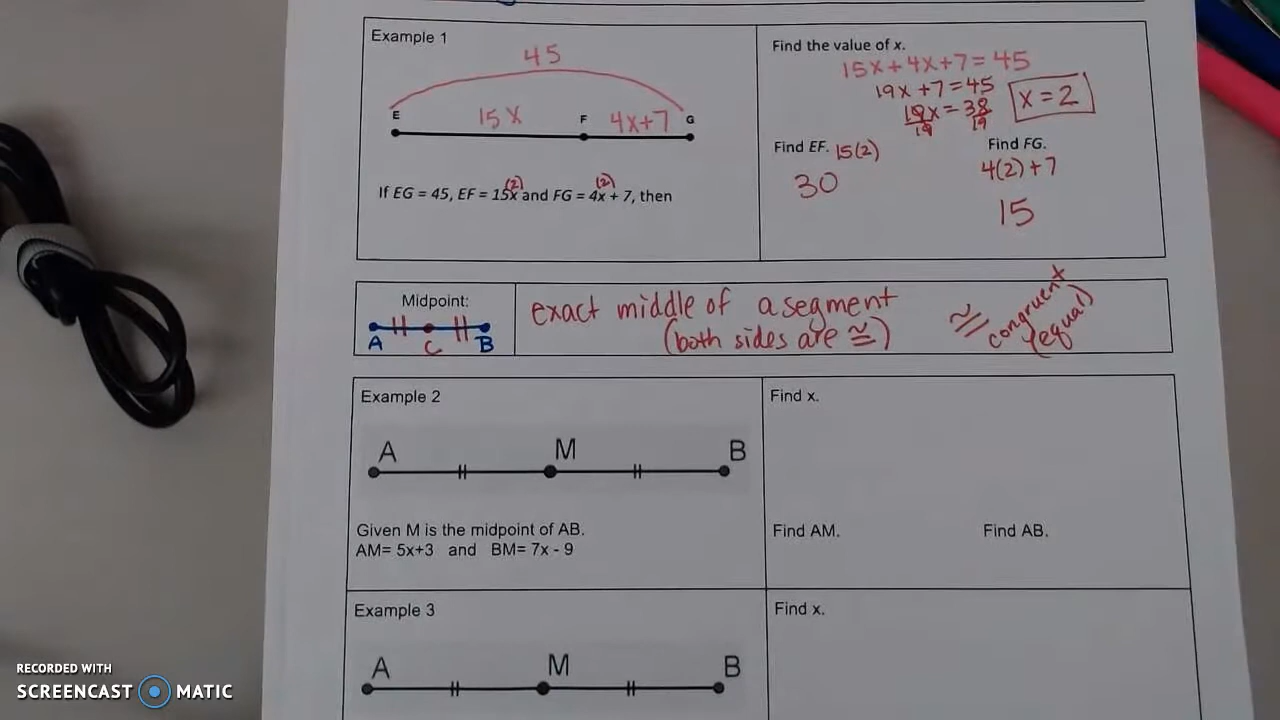 Example 1
45
E
15x
F
4x+7
G
If EG = 45, EF = 15x and FG = 4x + 7, then
(2)
(2)
Find the value of x.
15x+4x+7=45
19x+7=45
19x=38
19
19
x=2
Find EF.
15(2)
30
Find FG.
4(2)+7
15
Midpoint:
A
C
B
exact middle of a segment
(both sides are ≅)
≅
congruent
(equal)
Example 2
A
M
B
Given M is the midpoint of AB.
AM= 5x+3 and BM= 7x - 9
Find x.
Find AM.
Find AB.
Example 3
A
M
B
Find x.
RECORDED WITH
SCREENCAST MATIC